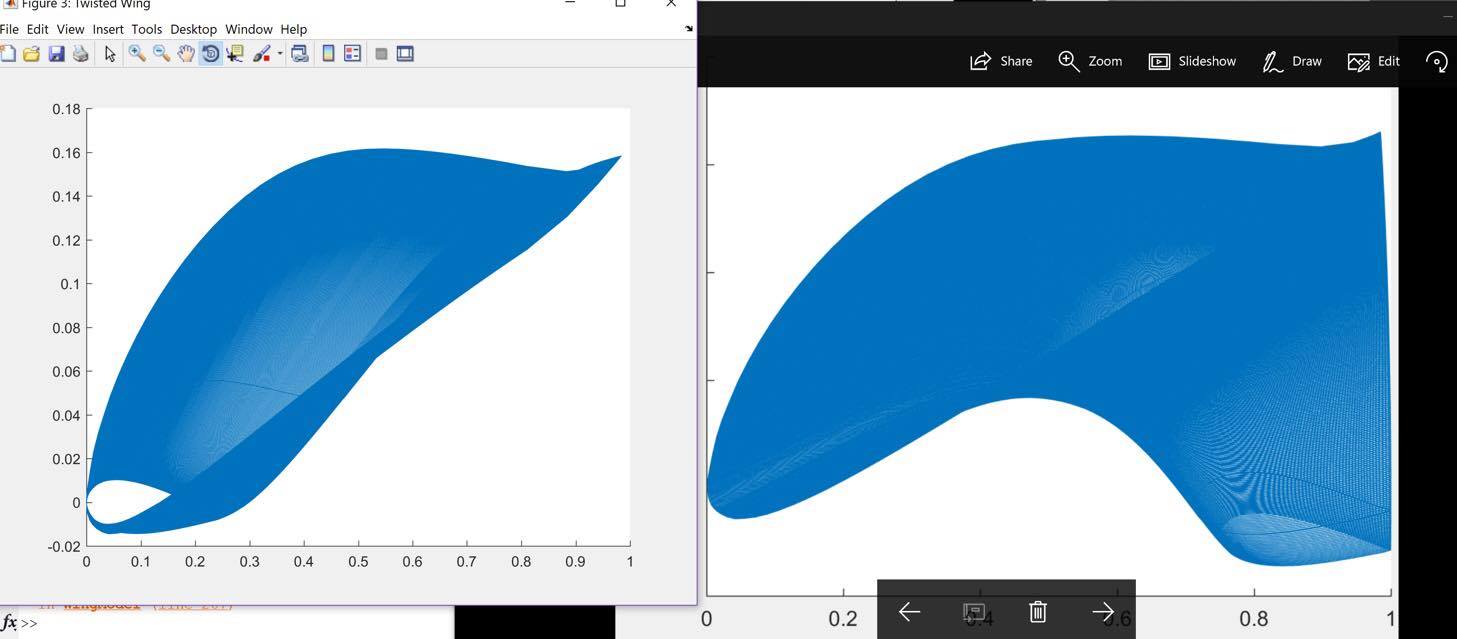 Figure 3: Twisted Wing
File Edit View Insert Tools Desktop Window Help
Share Zoom Slideshow Draw Edit
0.18
0.16
0.14
0.12
0.1
0.08
0.06
0.04
0.02
0
-0.02
0 0.1 0.2 0.3 0.4 0.5 0.6 0.7 0.8 0.9 1
0 0.2 0.4 0.6 0.8 1
fx >>